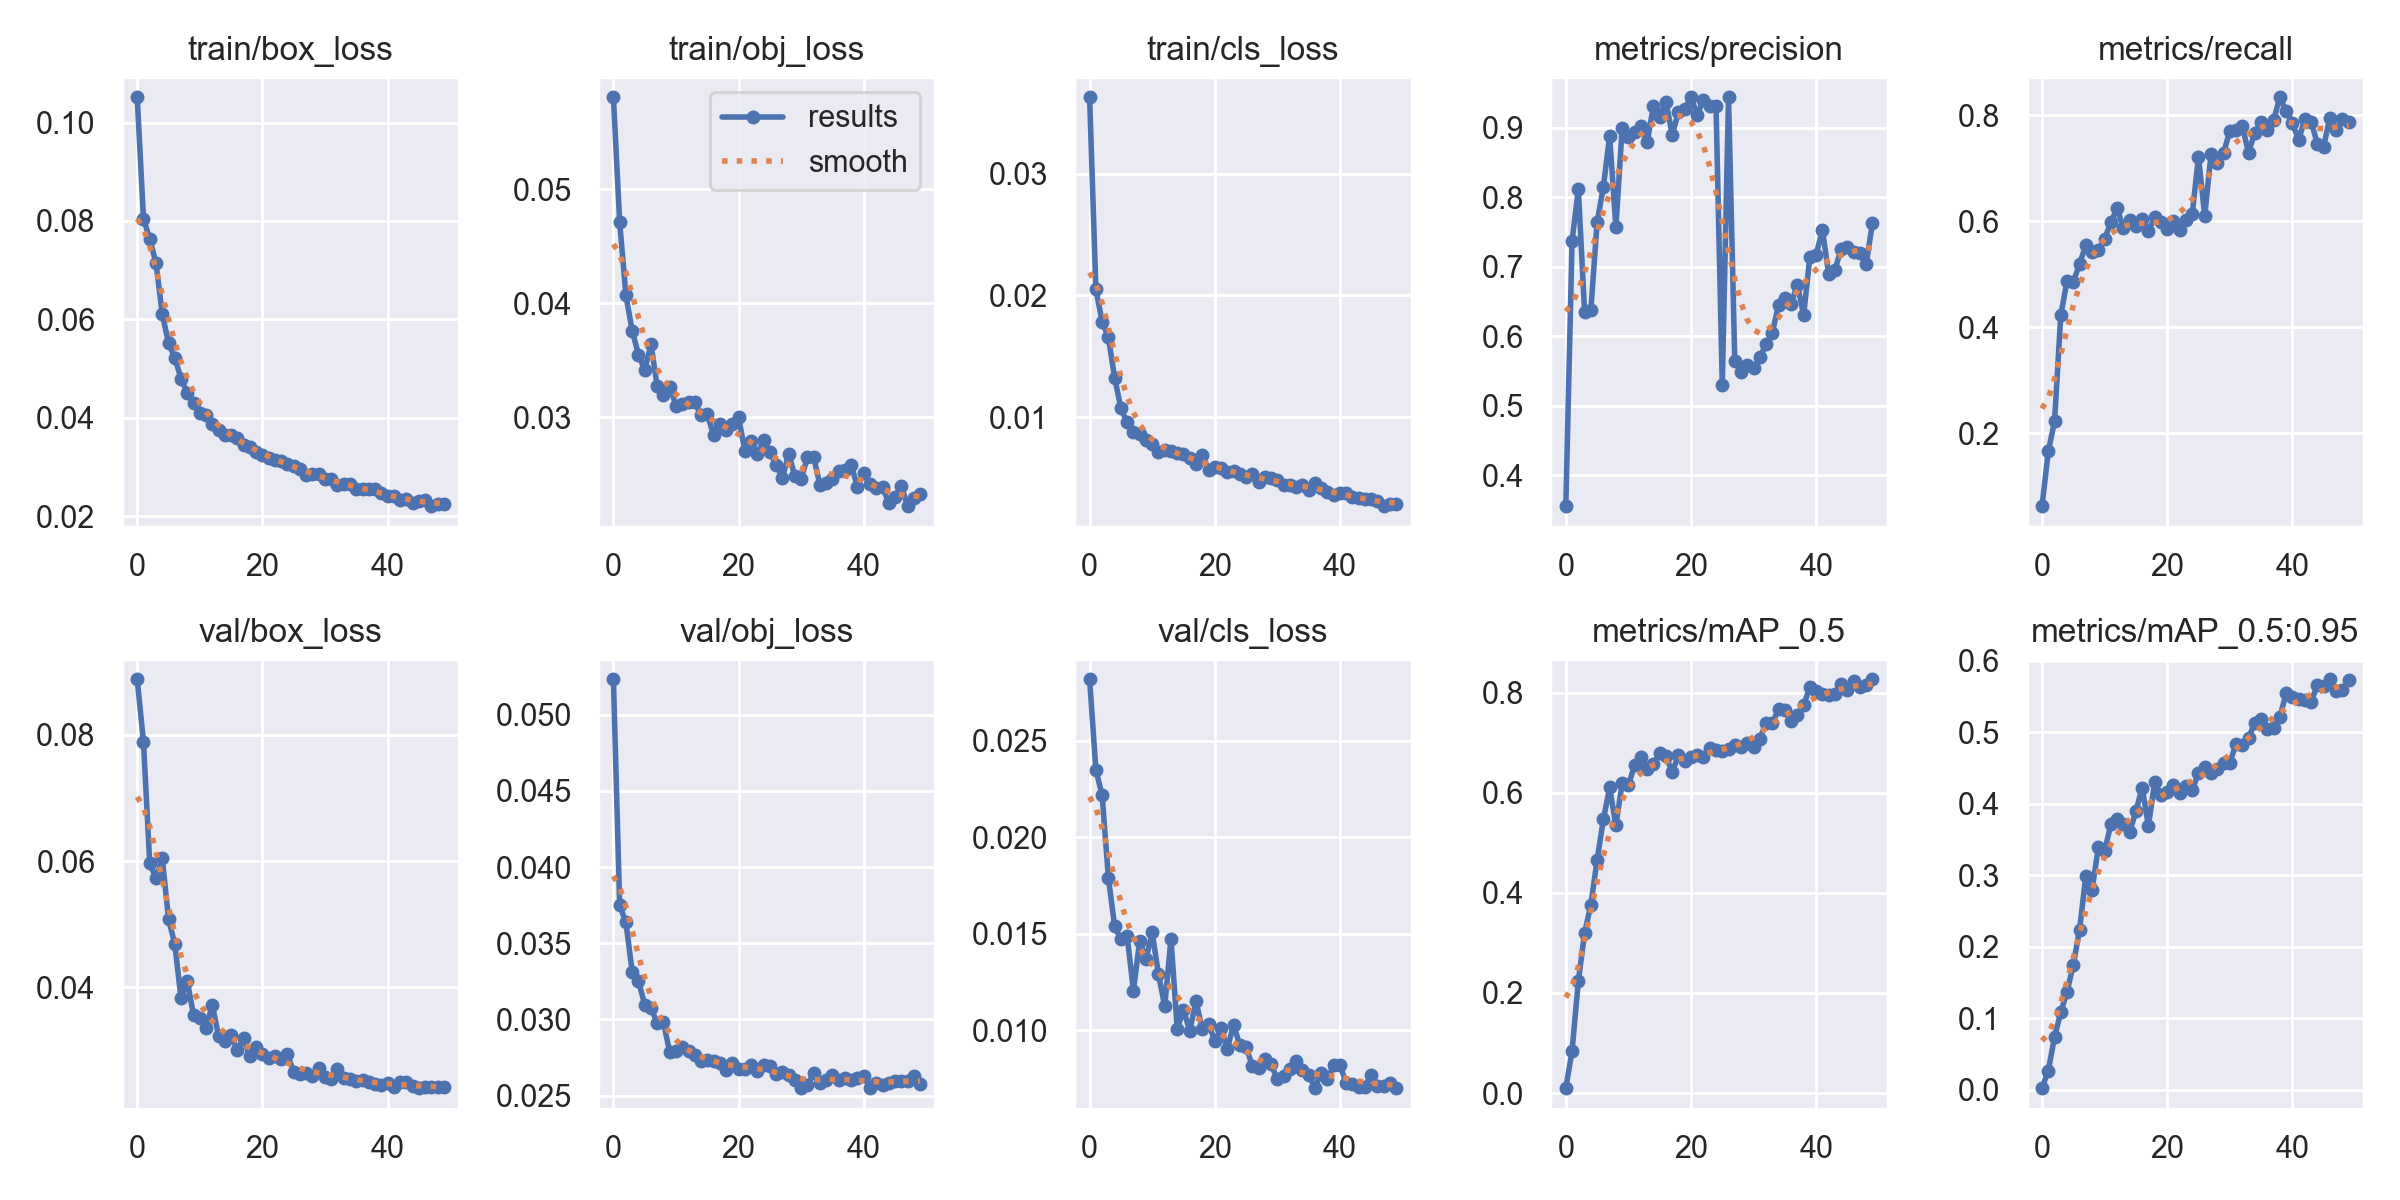 train/box_loss
0.10
0.08
0.06
0.04
0.02
0 20 40
train/obj_loss
results
smooth
0.05
0.04
0.03
0 20 40
train/cls_loss
0.03
0.02
0.01
0 20 40
metrics/precision
0.9
0.8
0.7
0.6
0.5
0.4
0 20 40
metrics/recall
0.8
0.6
0.4
0.2
0 20 40
val/box_loss
0.08
0.06
0.04
0 20 40
val/obj_loss
0.050
0.045
0.040
0.035
0.030
0.025
0 20 40
val/cls_loss
0.025
0.020
0.015
0.010
0 20 40
metrics/mAP_0.5
0.8
0.6
0.4
0.2
0.0
0 20 40
metrics/mAP_0.5:0.95
0.6
0.5
0.4
0.3
0.2
0.1
0.0
0 20 40